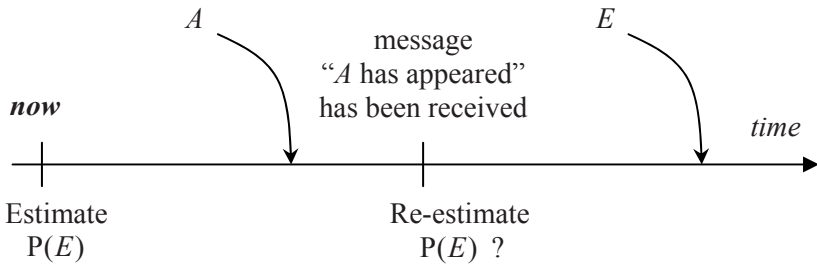 A
E
message
“A has appeared”
has been received
now
time
Estimate
P(E)
Re-estimate
P(E) ?